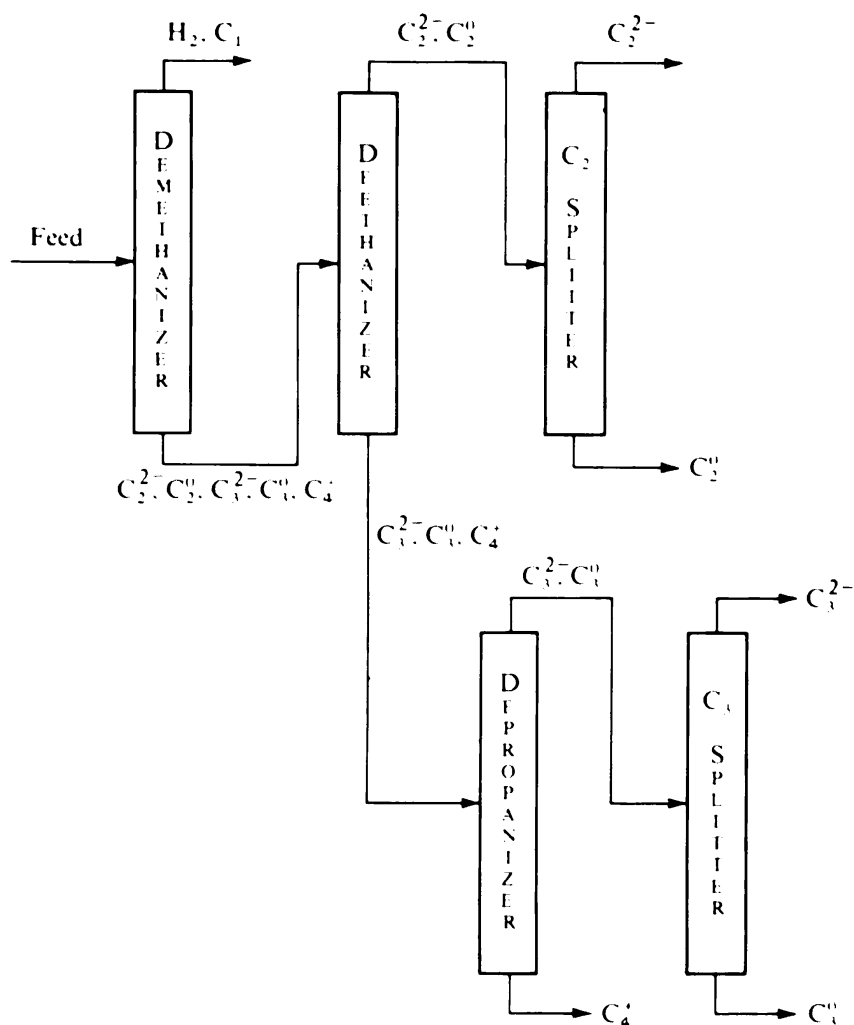 H₂, C₁
C₂²⁻, C₂⁰
C₂²⁻
DEMETHANIZER
DEETHANIZER
C₂ SPLITTER
Feed
C₂⁰
C₂²⁻, C₂⁰, C₃²⁻, C₃⁰, C₄⁺
C₃²⁻, C₃⁰, C₄⁺
C₃²⁻, C₃⁰
C₃²⁻
DEPROPANIZER
C₃ SPLITTER
C₄⁺
C₃⁰